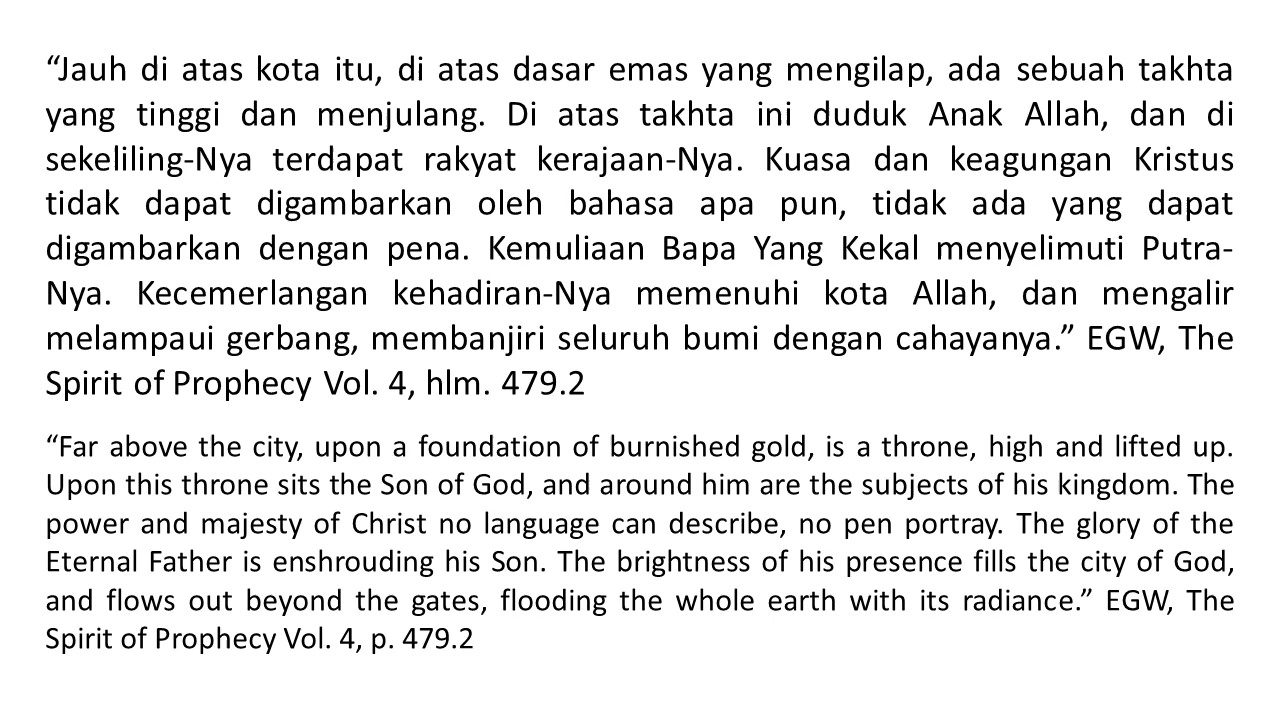 “Jauh di atas kota itu, di atas dasar emas yang mengilap, ada sebuah takhta
yang tinggi dan menjulang. Di atas takhta ini duduk Anak Allah, dan di
sekeliling-Nya terdapat rakyat kerajaan-Nya. Kuasa dan keagungan Kristus
tidak dapat digambarkan oleh bahasa apa pun, tidak ada yang dapat
digambarkan dengan pena. Kemuliaan Bapa Yang Kekal menyelimuti Putra-
Nya. Kecemerlangan kehadiran-Nya memenuhi kota Allah, dan mengalir
melampaui gerbang, membanjiri seluruh bumi dengan cahayanya.” EGW, The
Spirit of Prophecy Vol. 4, hlm. 479.2
“Far above the city, upon a foundation of burnished gold, is a throne, high and lifted up.
Upon this throne sits the Son of God, and around him are the subjects of his kingdom. The
power and majesty of Christ no language can describe, no pen portray. The glory of the
Eternal Father is enshrouding his Son. The brightness of his presence fills the city of God,
and flows out beyond the gates, flooding the whole earth with its radiance.” EGW, The
Spirit of Prophecy Vol. 4, p. 479.2